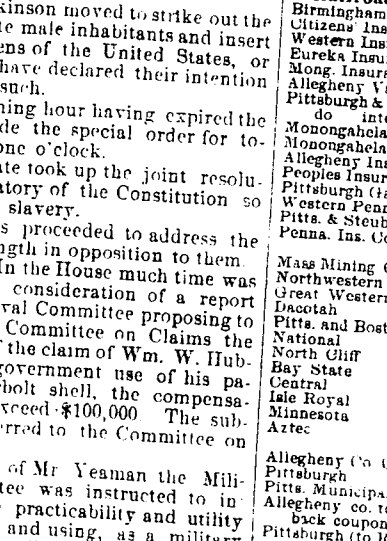 kinson moved to strike out the
te male inhabitants and insert
ens of the United States, or
have declared their intention
such.
ning hour having expired the
de the special order for to-
one o'clock.
ate took up the joint resolu-
atory of the Constitution so
slavery.
s proceeded to address the
ngth in opposition to them.
In the House much time was
consideration of a report
val Committee proposing to
Committee on Claims the
f the claim of Wm. W. Hub-
government use of his pa-
bolt shell, the compensa-
xceed $100,000. The sub-
erred to the Committee on
of Mr Yeaman the Mili-
tee was instructed to in
practicability and utility
and using, as a military
Birmingham
Citizens' Ins
Western Ins
Eureka Insu
Mong. Insur
Allegheny V
Pittsburgh &
do inte
Monongahela
Monongahela
Allegheny Ins
Peoples Insur
Pittsburgh
Western Penn
Pitts. & Steub
Penna. Ins. Co
Mass Mining
Northwestern
Great Western
Dacotah
Pitts. and Bost
National
North Cliff
Bay State
Central
Isle Royal
Minnesota
Aztec
Allegheny Co
Pittsburgh
Pitts. Municipa
Allegheny co. t
back coupon
Pittsburgh (to